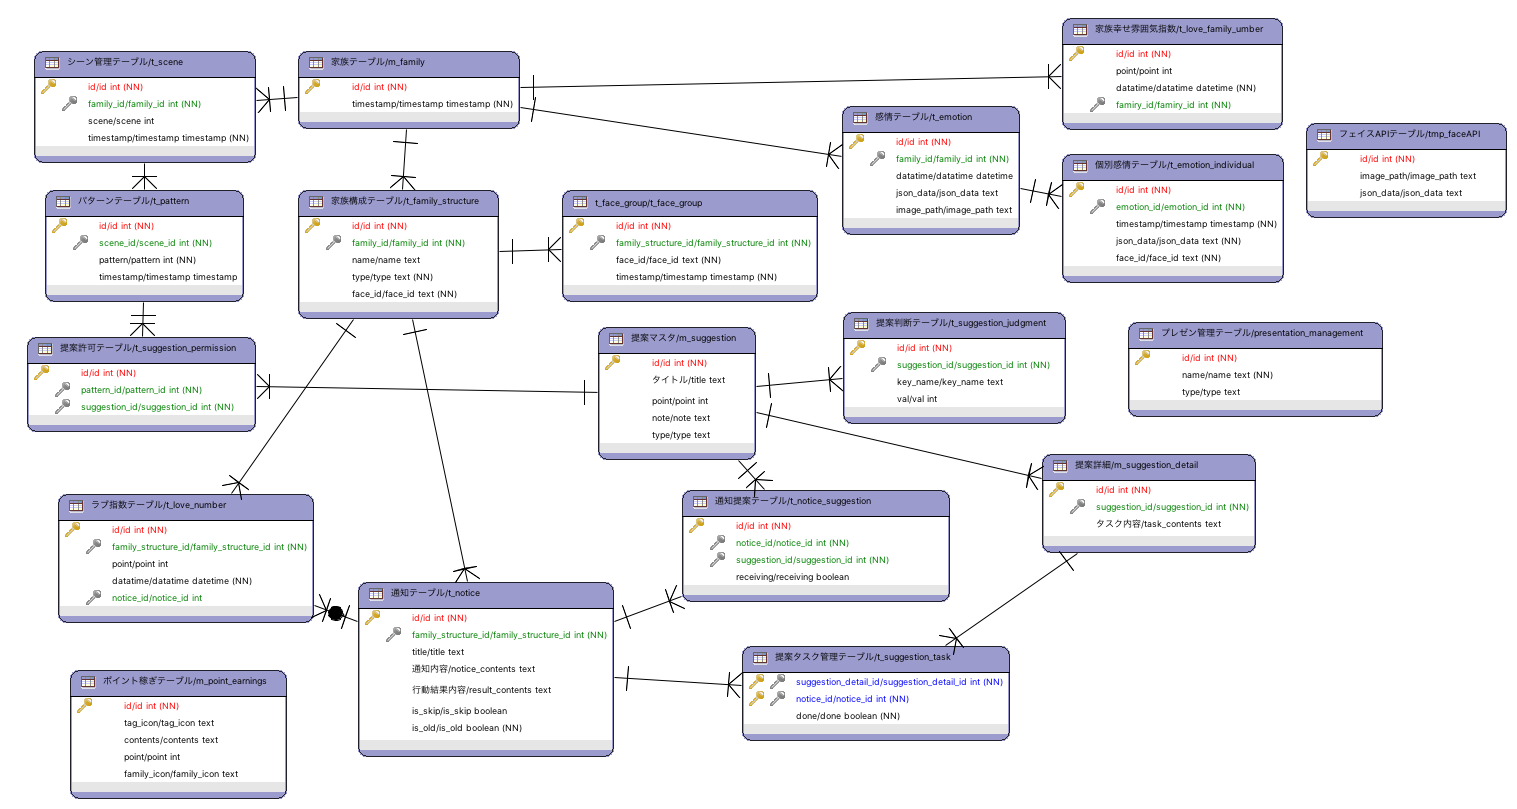 シーン管理テーブル/t_scene
id/id int (NN)
family_id/family_id int (NN)
scene/scene int
timestamp/timestamp timestamp (NN)
家族テーブル/m_family
id/id int (NN)
timestamp/timestamp timestamp (NN)
家族幸せ雰囲気指数/t_love_family_umber
id/id int (NN)
point/point int
datatime/datatime datetime (NN)
famiry_id/famiry_id int (NN)
感情テーブル/t_emotion
id/id int (NN)
family_id/family_id int (NN)
datatime/datatime datetime
json_data/json_data text
image_path/image_path text
フェイスAPIテーブル/tmp_faceAPI
id/id int (NN)
image_path/image_path text
json_data/json_data text
個別感情テーブル/t_emotion_individual
id/id int (NN)
emotion_id/emotion_id int (NN)
timestamp/timestamp timestamp (NN)
json_data/json_data text (NN)
face_id/face_id text (NN)
パターンテーブル/t_pattern
id/id int (NN)
scene_id/scene_id int (NN)
pattern/pattern int (NN)
timestamp/timestamp timestamp
家族構成テーブル/t_family_structure
id/id int (NN)
family_id/family_id int (NN)
name/name text
type/type text (NN)
face_id/face_id text (NN)
t_face_group/t_face_group
id/id int (NN)
family_structure_id/family_structure_id int (NN)
face_id/face_id text (NN)
timestamp/timestamp timestamp (NN)
提案許可テーブル/t_suggestion_permission
id/id int (NN)
pattern_id/pattern_id int (NN)
suggestion_id/suggestion_id int (NN)
提案マスタ/m_suggestion
id/id int (NN)
タイトル/title text
point/point int
note/note text
type/type text
提案判断テーブル/t_suggestion_judgment
id/id int (NN)
suggestion_id/suggestion_id int (NN)
key_name/key_name text
val/val int
プレゼン管理テーブル/presentation_management
id/id int (NN)
name/name text (NN)
type/type text
提案詳細/m_suggestion_detail
id/id int (NN)
suggestion_id/suggestion_id int (NN)
タスク内容/task_contents text
ラブ指数テーブル/t_love_number
id/id int (NN)
family_structure_id/family_structure_id int (NN)
point/point int
datatime/datatime datetime (NN)
notice_id/notice_id int
通知提案テーブル/t_notice_suggestion
id/id int (NN)
notice_id/notice_id int (NN)
suggestion_id/suggestion_id int (NN)
receiving/receiving boolean
通知テーブル/t_notice
id/id int (NN)
family_structure_id/family_structure_id int (NN)
title/title text
通知内容/notice_contents text
行動結果内容/result_contents text
is_skip/is_skip boolean
is_old/is_old boolean (NN)
提案タスク管理テーブル/t_suggestion_task
suggestion_detail_id/suggestion_detail_id int (NN)
notice_id/notice_id int (NN)
done/done boolean (NN)
ポイント稼ぎテーブル/m_point_earnings
id/id int (NN)
tag_icon/tag_icon text
contents/contents text
point/point int
family_icon/family_icon text